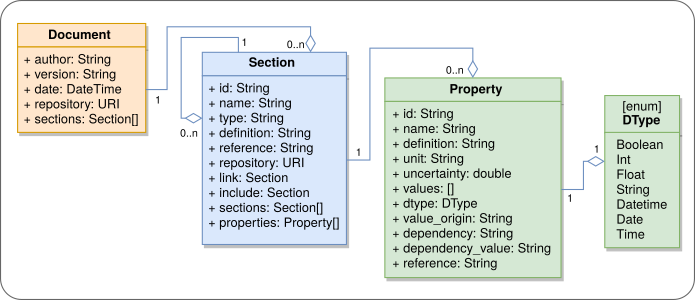 Document
+ author: String
+ version: String
+ date: DateTime
+ repository: URI
+ sections: Section[]
1
0..n
1
0..n
Section
+ id: String
+ name: String
+ type: String
+ definition: String
+ reference: String
+ repository: URI
+ link: Section
+ include: Section
+ sections: Section[]
+ properties: Property[]
1
0..n
Property
+ id: String
+ name: String
+ definition: String
+ unit: String
+ uncertainty: double
+ values: []
+ dtype: DType
+ value_origin: String
+ dependency: String
+ dependency_value: String
+ reference: String
1
1
[enum]
DType
Boolean
Int
Float
String
Datetime
Date
Time